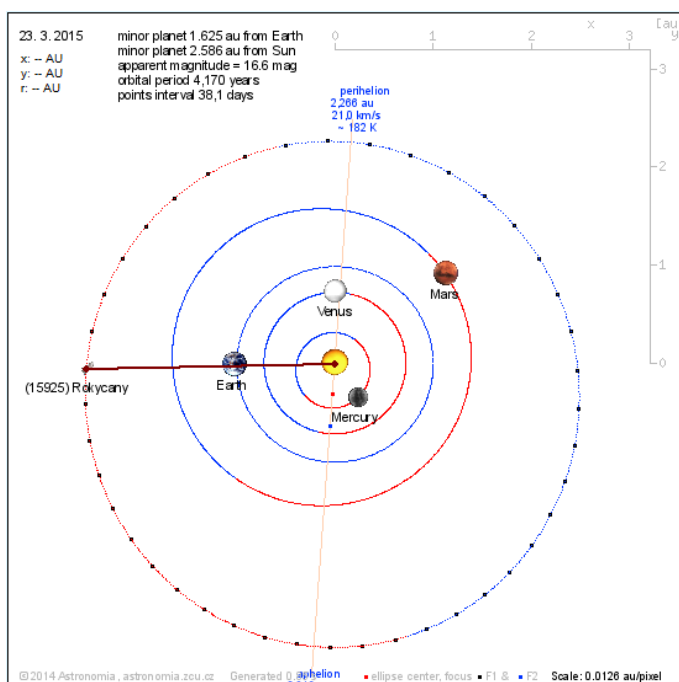 23. 3. 2015
x: -- AU
y: -- AU
r: -- AU
minor planet 1.625 au from Earth
minor planet 2.586 au from Sun
apparent magnitude = 16.6 mag
orbital period 4,170 years
points interval 38,1 days
x [au
0 1 2 3 y
3
2
1
0
perihelion
2,266 au
21,0 km/s
~ 182 K
Mars
Venus
(15925) Rokycany
Earth
Mercury
aphelion
©2014 Astronomia, astronomia.zcu.cz
Generated
ellipse center, focus F1 & F2
Scale: 0.0126 au/pixel